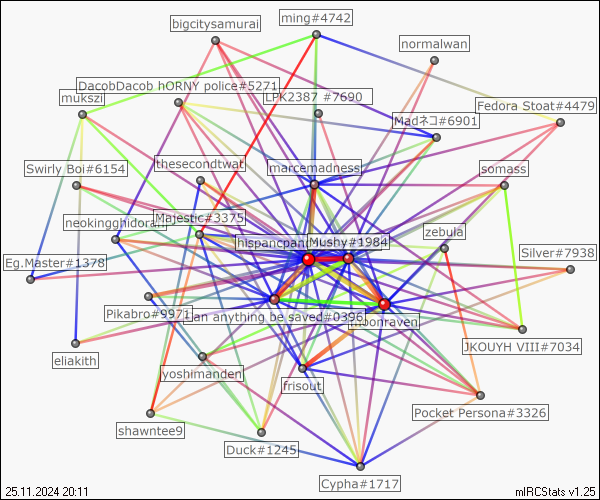 ming#4742
bigcitysamurai
normalwan
DacobDacob hORNY police#5271
LPK2387 #7690
mukszi
Fedora Stoat#4479
Madネコ#6901
thesecondtwat
marcemadness
Swirly Boi#6154
somass
neokingghidorah
Majestic#3375
zebula
hispancpan
Mushy#1984
Silver#7938
Eg.Master#1378
Pikabro#9971
can anything be saved#0396
moonraven
JKOUYH VIII#7034
eliakith
yoshimanden
frisout
Pocket Persona#3326
shawntee9
Duck#1245
Cypha#1717
25.11.2024 20:11
mIRCStats v1.25